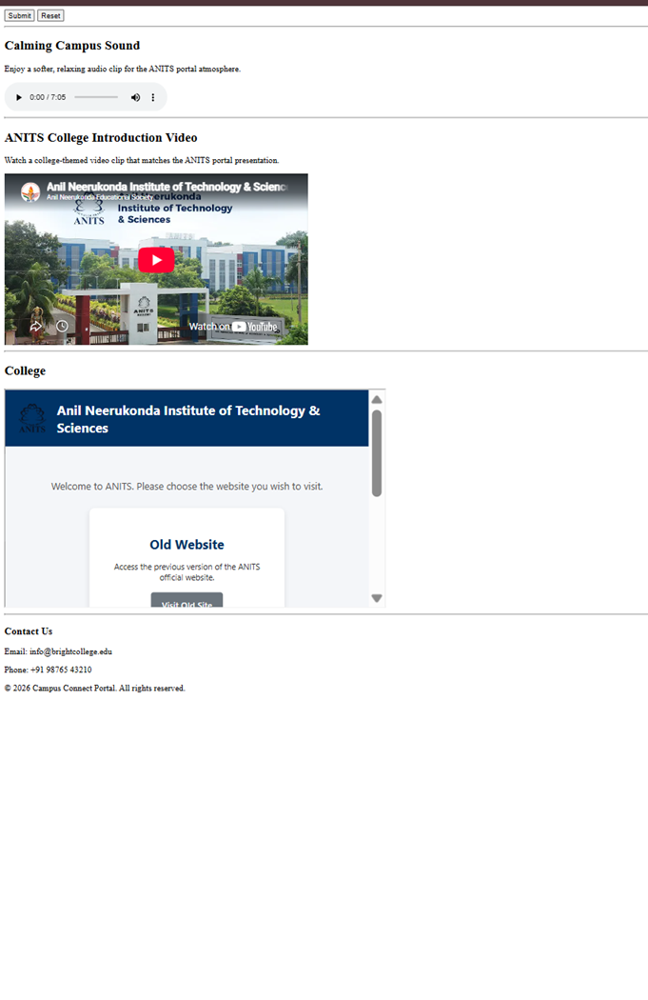 Submit Reset
Calming Campus Sound
Enjoy a softer, relaxing audio clip for the ANITS portal atmosphere.
0:00 / 7:05
ANITS College Introduction Video
Watch a college-themed video clip that matches the ANITS portal presentation.
Anil Neerukonda Institute of Technology & Scienc
Anil Neerukonda Educational Society
Neerukonda
Institute of Technology
& Sciences
ANITS
ANITS
Watch on YouTube
College
Anil Neerukonda Institute of Technology &
Sciences
ANITS
Welcome to ANITS. Please choose the website you wish to visit.
Old Website
Access the previous version of the ANITS
official website.
Visit Old Site
Contact Us
Email: info@brightcollege.edu
Phone: +91 98765 43210
© 2026 Campus Connect Portal. All rights reserved.